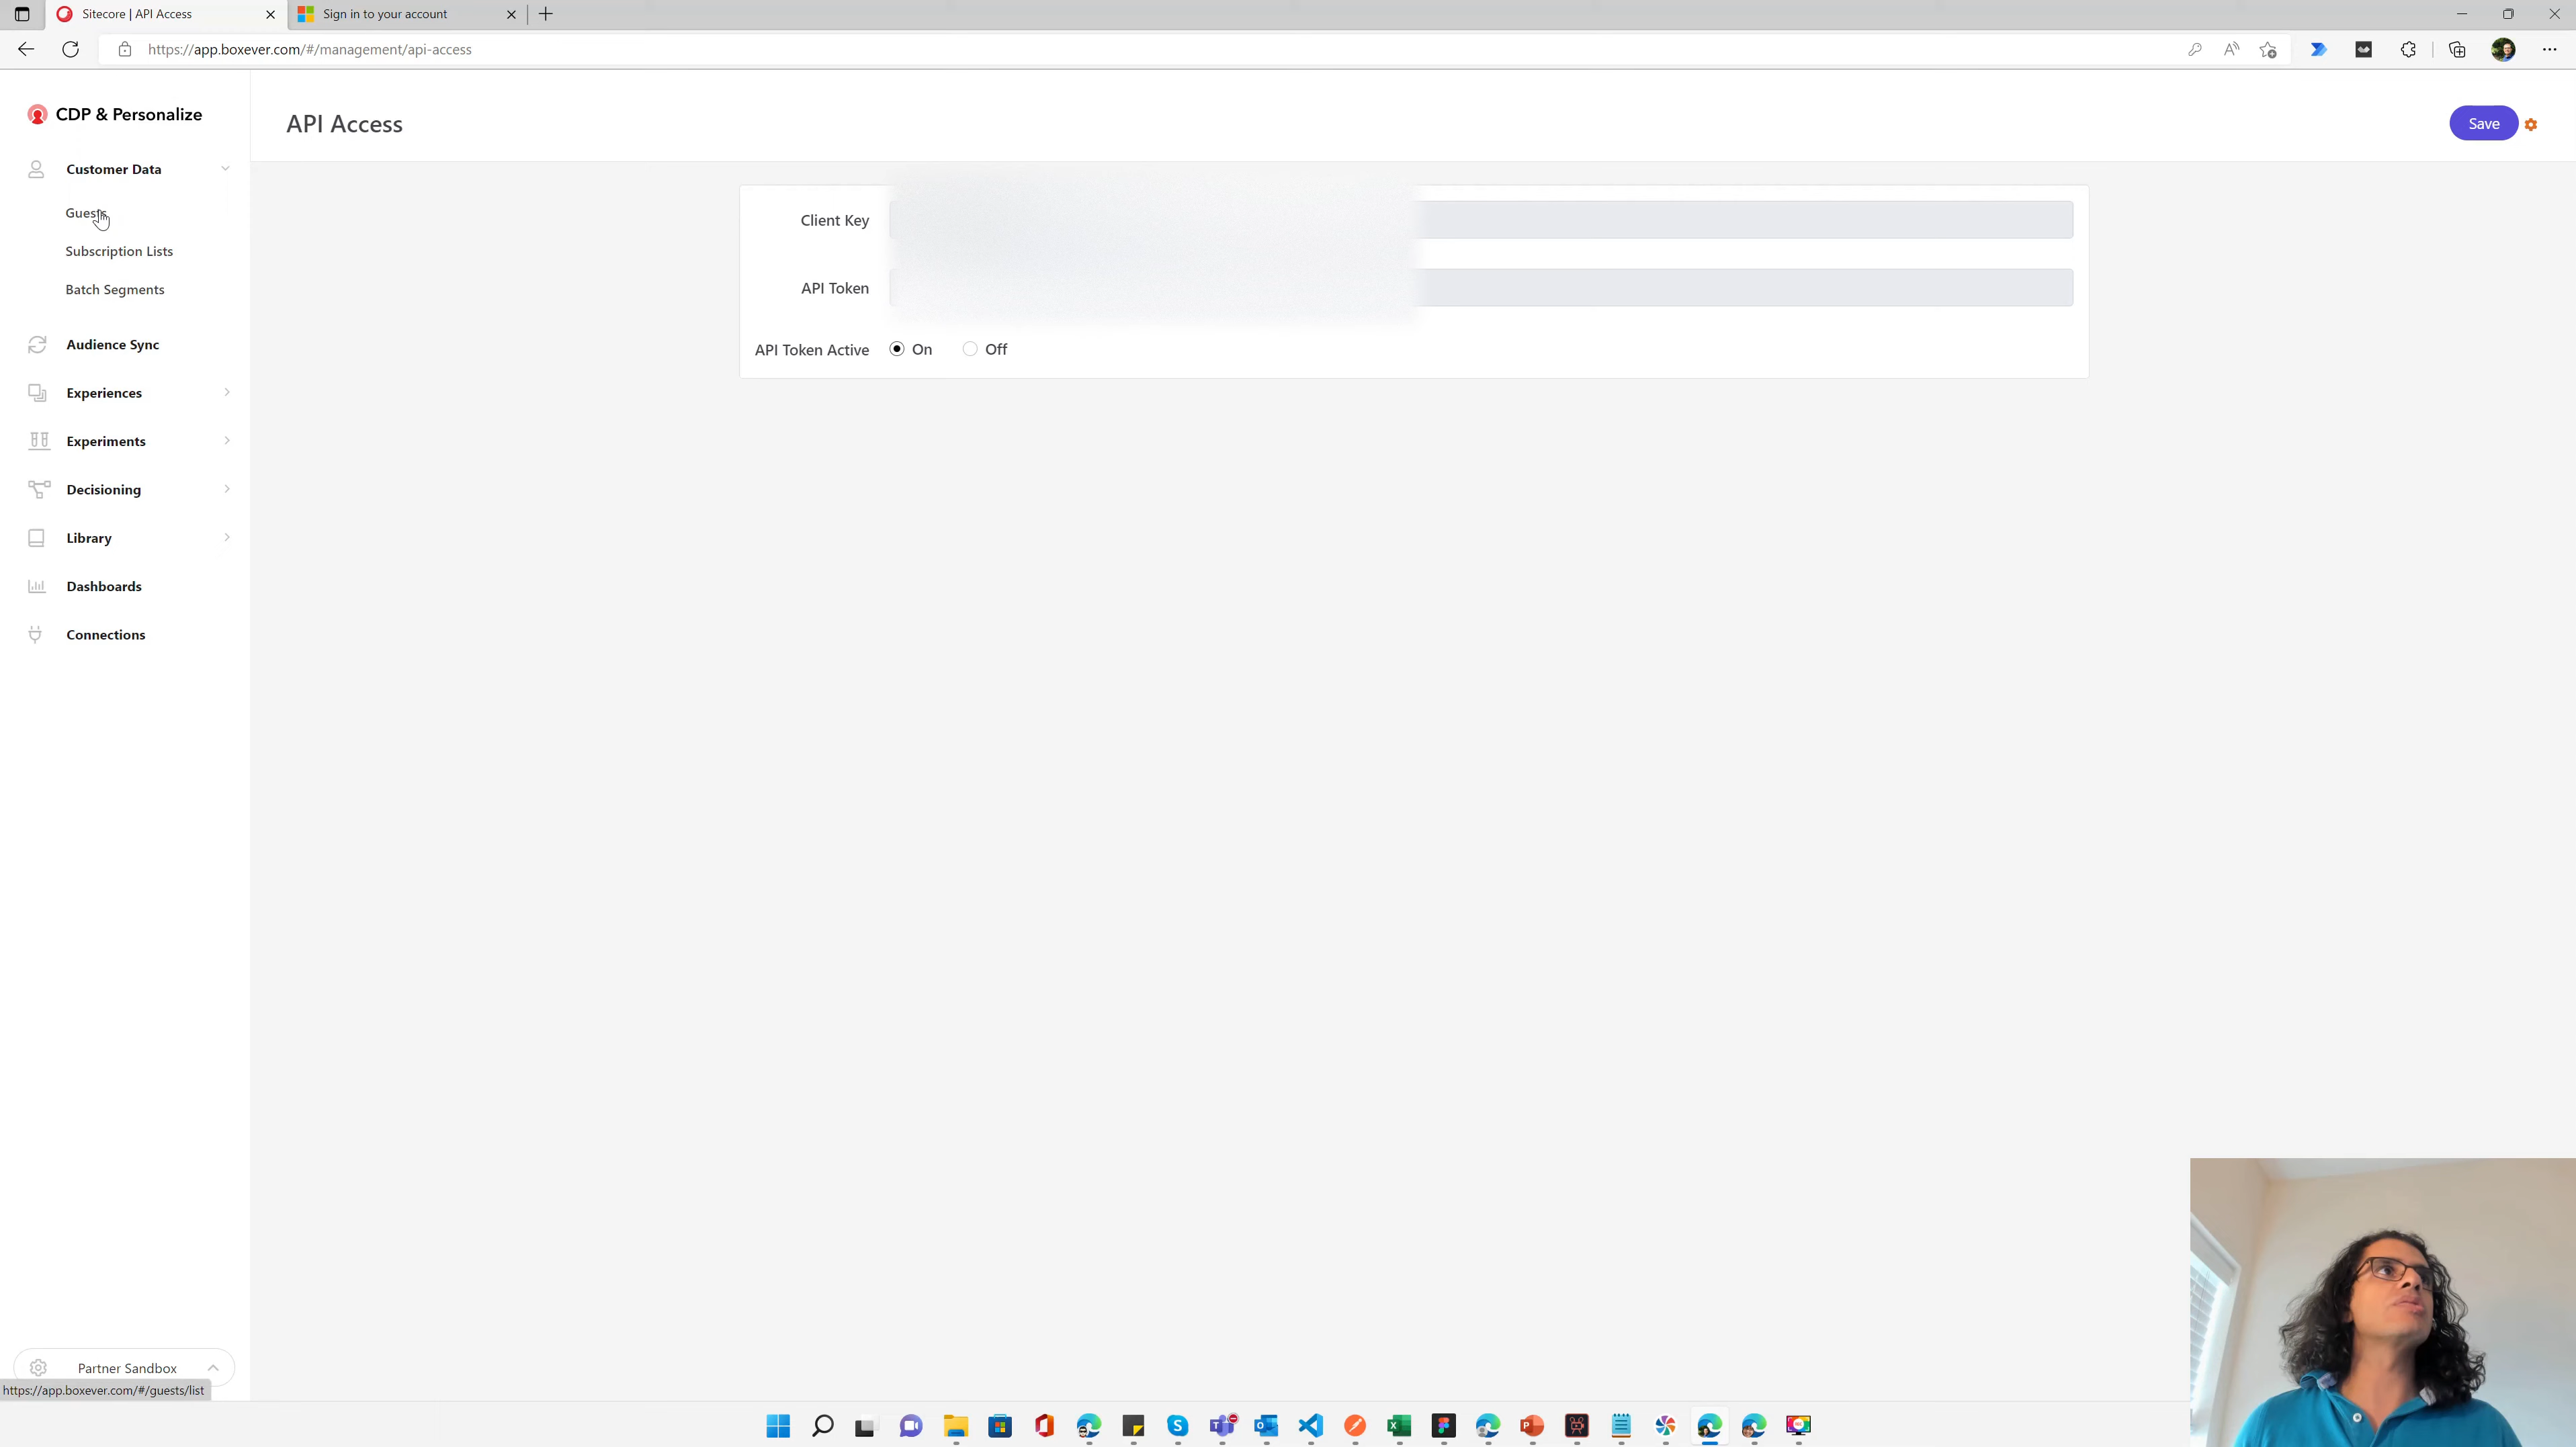 Sitecore | API Access
Sign in to your account
https://app.boxever.com/#/management/api-access
CDP & Personalize
API Access
Save
Customer Data
Guests
Subscription Lists
Batch Segments
Audience Sync
Experiences
Experiments
Decisioning
Library
Dashboards
Connections
Client Key
API Token
API Token Active
On
Off
Partner Sandbox
https://app.boxever.com/#/guests/list